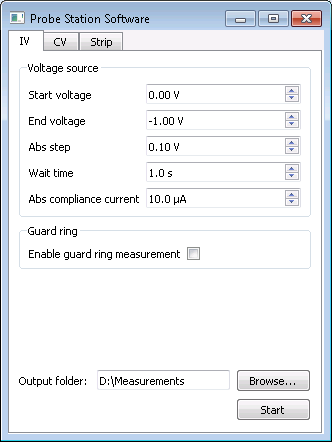 Probe Station Software
IV CV Strip
Voltage source
Start voltage 0.00 V
End voltage -1.00 V
Abs step 0.10 V
Wait time 1.0 s
Abs compliance current 10.0 µA
Guard ring
Enable guard ring measurement
Output folder: D:\Measurements Browse...
Start